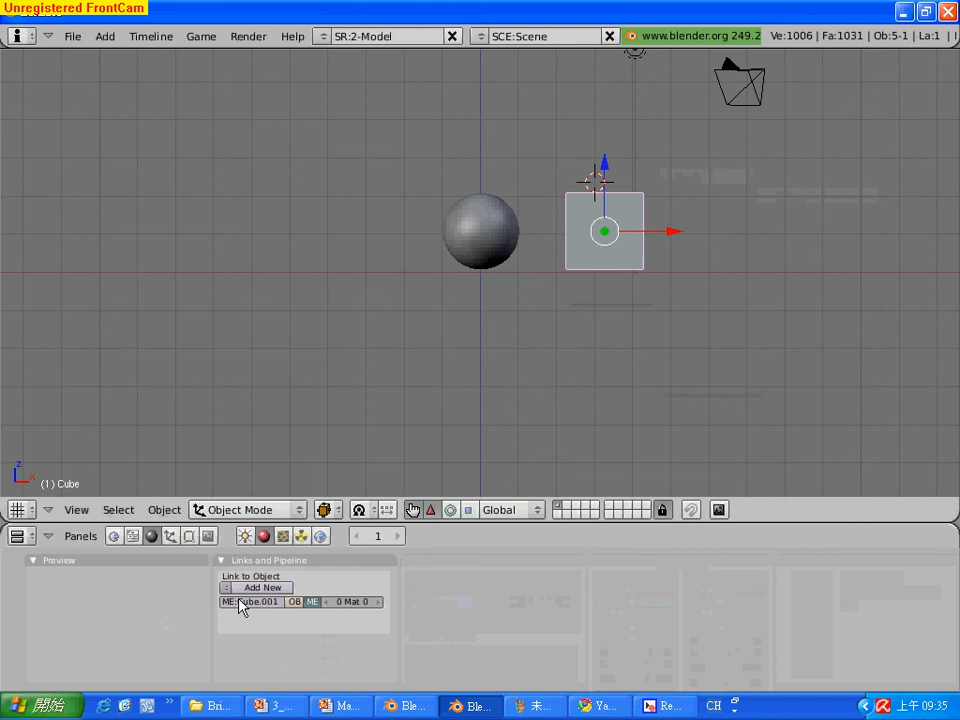 Unregistered FrontCam
File Add Timeline Game Render Help SR:2-Model SCE:Scene www.blender.org 249.2 Ve:1006 | Fa:1031 | Ob:5-1 | La:1
z
x
(1) Cube
View Select Object Object Mode Global
Panels 1
Preview Links and Pipeline
Link to Object
Add New
ME:Cube.001 OB ME 0 Mat 0
開始 Bri... 3_... Ma... Ble... Ble... 未... Ya... Re... CH 上午 09:35